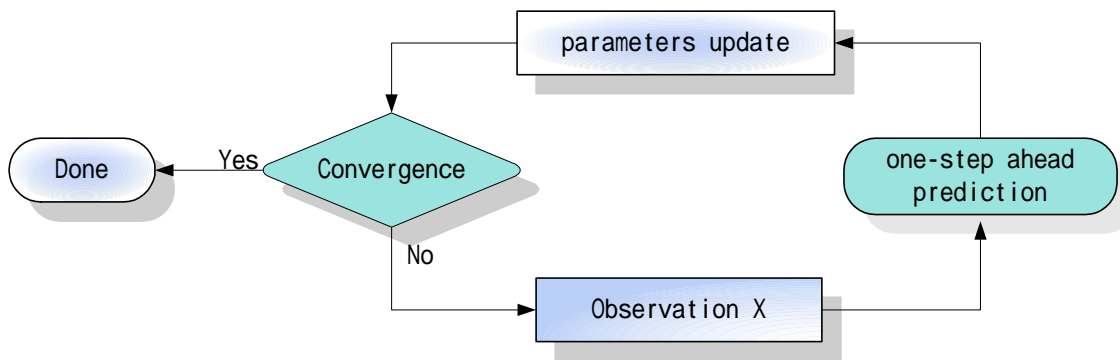 parameters update
Done
Yes
Convergence
one-step ahead
prediction
No
Observation X